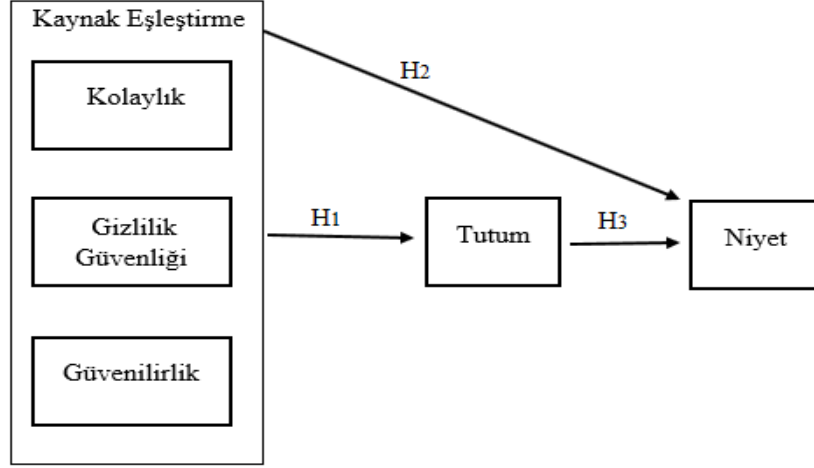 Kaynak Eşleştirme
Kolaylık
Gizlilik
Güvenliği
Güvenilirlik
H1
H2
Tutum
H3
Niyet